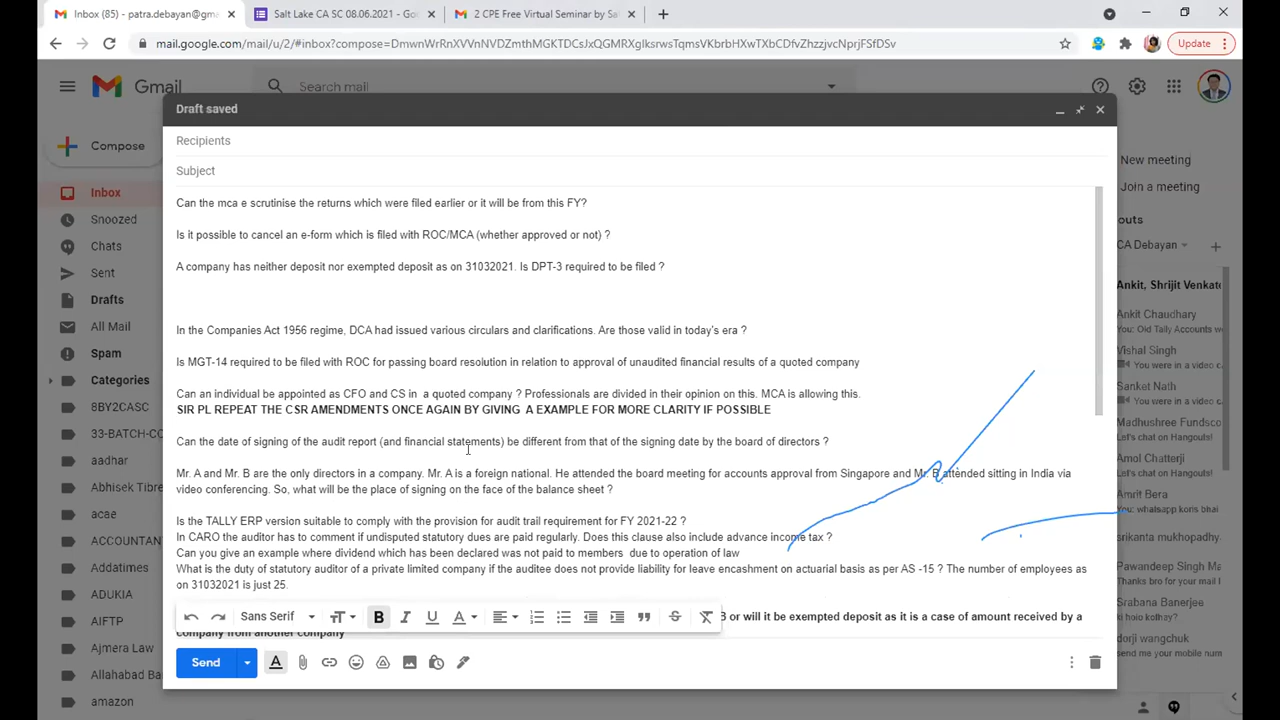 Inbox (85) - patra.debayan@gma
Salt Lake CA SC 08.06.2021 - Go
2 CPE Free Virtual Seminar by Sa
mail.google.com/mail/u/2/#inbox?compose=DmwnWrRnXVVnNVDZmthMGKTDCsJxQGMRXglksrwsTqmsVKbrbHXwTXbCDfvZhzzjvcNprjFSfDSv
Update
Gmail
Search mail
Draft saved
Recipients
Compose
Subject
New meeting
Join a meeting
Inbox
Snoozed
Chats
Sent
Drafts
All Mail
Spam
Categories
8BY2CASC
33-BATCH-CO
aadhar
Abhisek Tibre
acae
ACCOUNTAN
ADUKIA
AIFTP
Ajmera Law
Allahabad Ba
amazon
Can the mca e scrutinise the returns which were filed earlier or it will be from this FY?
Is it possible to cancel an e-form which is filed with ROC/MCA (whether approved or not) ?
A company has neither deposit nor exempted deposit as on 31032021. Is DPT-3 required to be filed ?
In the Companies Act 1956 regime, DCA had issued various circulars and clarifications. Are those valid in today's era ?
Is MGT-14 required to be filed with ROC for passing board resolution in relation to approval of unaudited financial results of a quoted company
Can an individual be appointed as CFO and CS in a quoted company ? Professionals are divided in their opinion on this. MCA is allowing this.
SIR PL REPEAT THE CSR AMENDMENTS ONCE AGAIN BY GIVING A EXAMPLE FOR MORE CLARITY IF POSSIBLE
Can the date of signing of the audit report (and financial statements) be different from that of the signing date by the board of directors ?
Mr. A and Mr. B are the only directors in a company. Mr. A is a foreign national. He attended the board meeting for accounts approval from Singapore and Mr. B attended sitting in India via
video conferencing. So, what will be the place of signing on the face of the balance sheet ?
Is the TALLY ERP version suitable to comply with the provision for audit trail requirement for FY 2021-22 ?
In CARO the auditor has to comment if undisputed statutory dues are paid regularly. Does this clause also include advance income tax ?
Can you give an example where dividend which has been declared was not paid to members due to operation of law
What is the duty of statutory auditor of a private limited company if the auditee does not provide liability for leave encashment on actuarial basis as per AS -15 ? The number of employees as
on 31032021 is just 25.
B or will it be exempted deposit as it is a case of amount received by a
company from another company
Sans Serif
Send
outs
CA Debayan
Ankit, Shrijit Venkate
Ankit Chaudhary
You: Old Tally Accounts w
Vishal Singh
You were in a video c
Sanket Nath
You were in a video c
Madhushree Fundsco
Let's chat on Hangouts!
Amol Chatterji
Let's chat on Hangouts!
Amrit Bera
You: whatsapp koris bhai
srikanta mukhopadhy
Pawandeep Singh Ma
Thanks bro for your mail I
Srabana Banerjee
hi hoio kothay?
dorji wangchuk
send me your mobile num